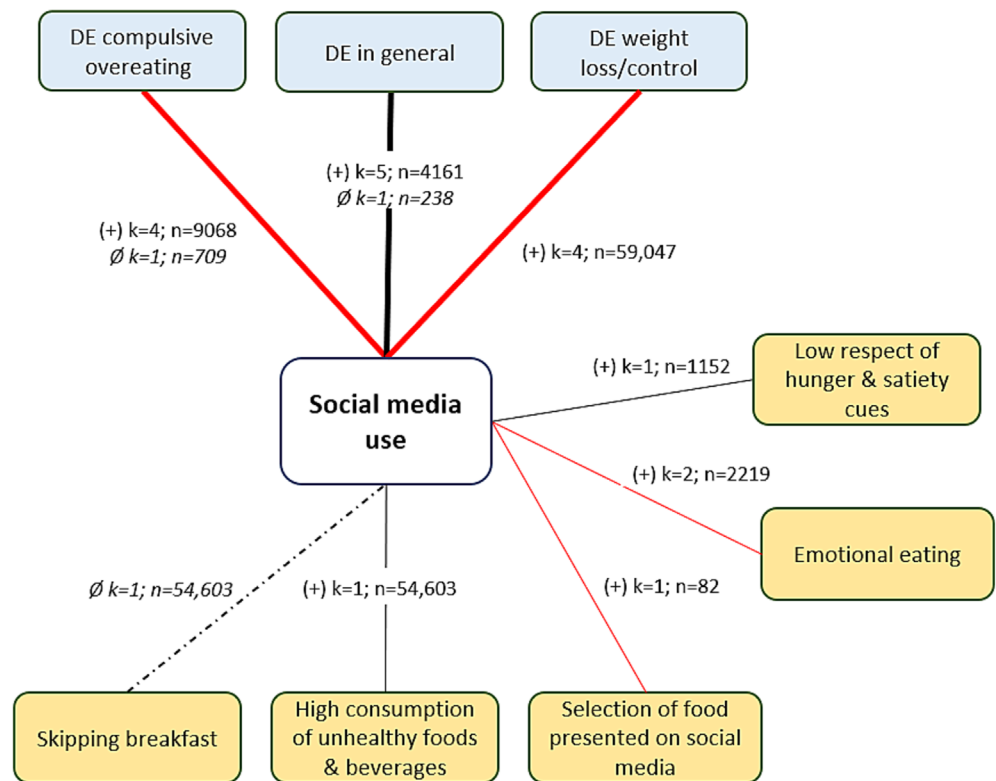 DE compulsive
overeating
DE in general
DE weight
loss/control
(+) k=5; n=4161
Ø k=1; n=238
(+) k=4; n=9068
Ø k=1; n=709
(+) k=4; n=59,047
Social media
use
(+) k=1; n=1152
Low respect of
hunger & satiety
cues
(+) k=2; n=2219
Emotional eating
Ø k=1; n=54,603
(+) k=1; n=54,603
(+) k=1; n=82
Skipping breakfast
High consumption
of unhealthy foods
& beverages
Selection of food
presented on social
media